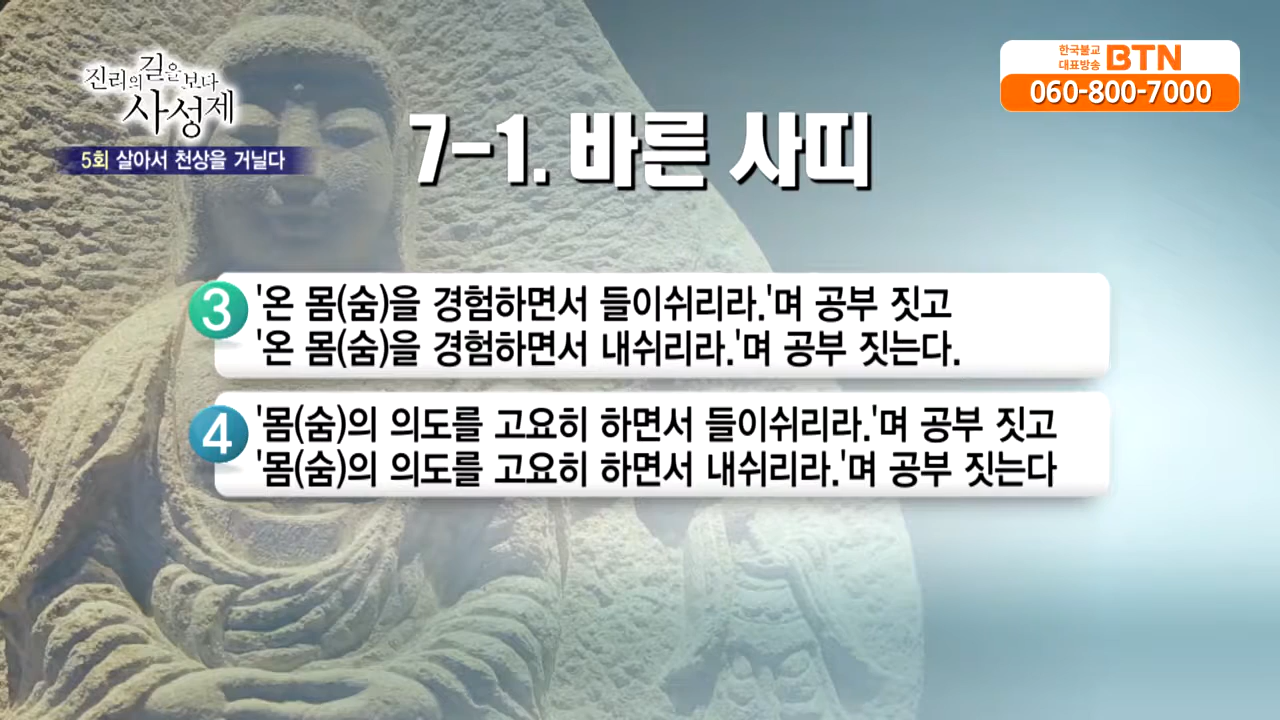 진리의 길을 보다
사성제
5회 살아서 천상을 거닐다
한국불교
대표방송 BTN
060-800-7000
7-1. 바른 사띠
3 '온 몸(숨)을 경험하면서 들이쉬리라.'며 공부 짓고
'온 몸(숨)을 경험하면서 내쉬리라.'며 공부 짓는다.
4 '몸(숨)의 의도를 고요히 하면서 들이쉬리라.'며 공부 짓고
'몸(숨)의 의도를 고요히 하면서 내쉬리라.'며 공부 짓는다